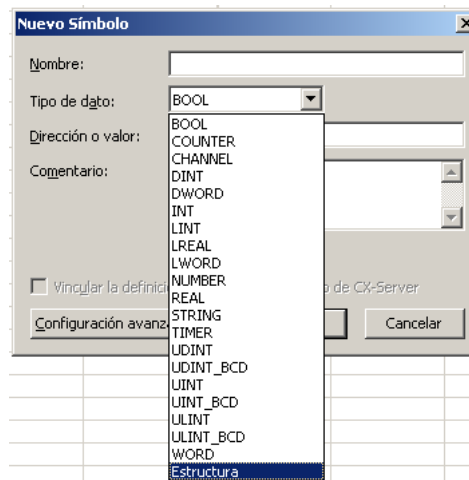 Nuevo Símbolo
Nombre:
Tipo de dato: BOOL
BOOL
Dirección o valor:
COUNTER
CHANNEL
Comentario:
DINT
DWORD
INT
LINT
LREAL
LWORD
NUMBER
Vincular la definici o de CX-Server
REAL
STRING
Configuración avanz Cancelar
TIMER
UDINT
UDINT_BCD
UINT
UINT_BCD
ULINT
ULINT_BCD
WORD
Estructura